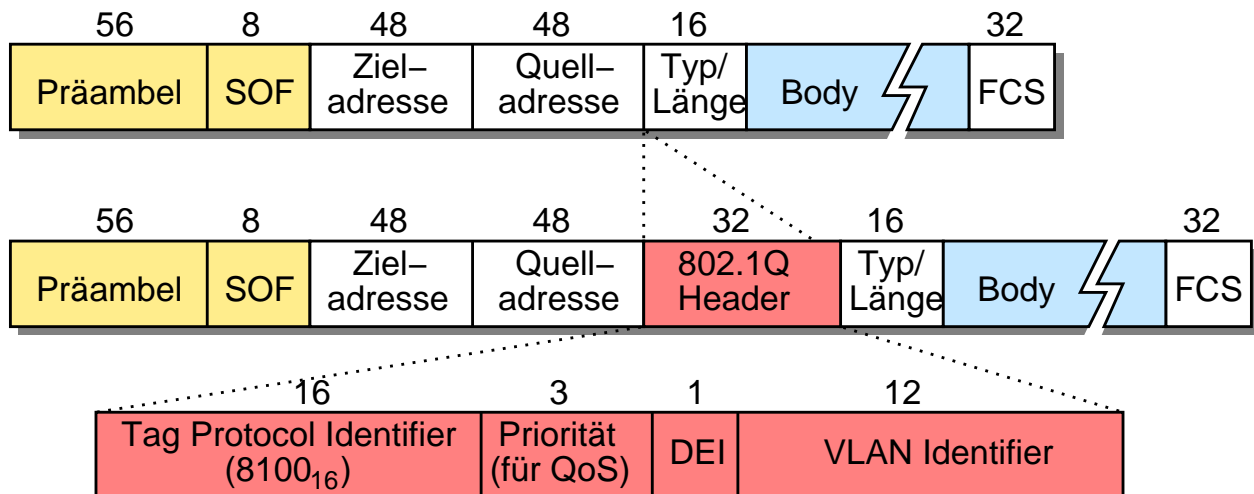 56 8 48 48 16 32
Präambel SOF Ziel–adresse Quell–adresse Typ/Länge Body FCS
56 8 48 48 32 16 32
Präambel SOF Ziel–adresse Quell–adresse 802.1Q Header Typ/Länge Body FCS
16 3 1 12
Tag Protocol Identifier (8100₁₆) Priorität (für QoS) DEI VLAN Identifier